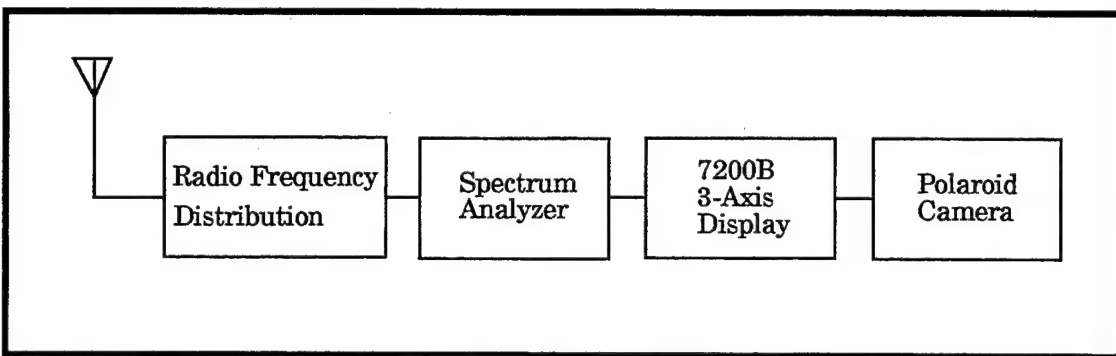 Radio Frequency
Distribution
Spectrum
Analyzer
7200B
3-Axis
Display
Polaroid
Camera